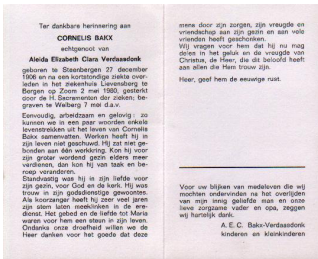 Ter dankbare herinnering aan
CORNELIS BAKX
echtgenoot van
Aleida Elizabeth Clara Verdaasdonk
geboren te Steenbergen 27 december
1906 en na een kortstondige ziekte over-
leden in het ziekenhuis Lievensberg te
Bergen op Zoom 2 mei 1980, gesterkt
door de H. Sacramenten der zieken; be-
graven te Welberg 7 mei d.a.v.
Eenvoudig, arbeidzaam en gelovig: zo
kunnen we in een paar woorden enkele
levenstrekken uit het leven van Cornelis
Bakx samenvatten. Werken heeft hij in
zijn leven niet geschuwd. Hij zat niet ge-
bonden aan één werkkring. Kon hij voor
zijn groter wordend gezin elders meer
verdienen, dan kon hij van taak en be-
roep veranderen.
Standvastig was hij in zijn liefde voor
zijn gezin, voor God en de kerk. Hij was
trouw in zijn godsdienstige gewoontes.
Als koorzanger heeft hij zeer veel jaren
zijn stem laten meeklinken in de ere-
dienst. Het gebed en de liefde tot Maria
waren voor hem een steun in zijn leven.
Ondanks onze droefheid willen we de
Heer danken voor het goede dat deze
mens door zijn zorgen, zijn vreugde en
vriendschap aan zijn gezin en aan vele
vrienden heeft geschonken.
Wij vragen voor hem dat hij nu mag
delen in het geluk en de vreugde van
Christus, de Heer, die dit beloofd heeft
aan allen die Hem trouw zijn.
Heer, geef hem de eeuwige rust.
Voor uw blijken van medeleven die wij
mochten ondervinden na het overlijden
van mijn innig geliefde man en onze
lieve zorgzame vader en opa, zeggen
wij hartelijk dank.
A. E. C. Bakx-Verdaasdonk
kinderen en kleinkinderen